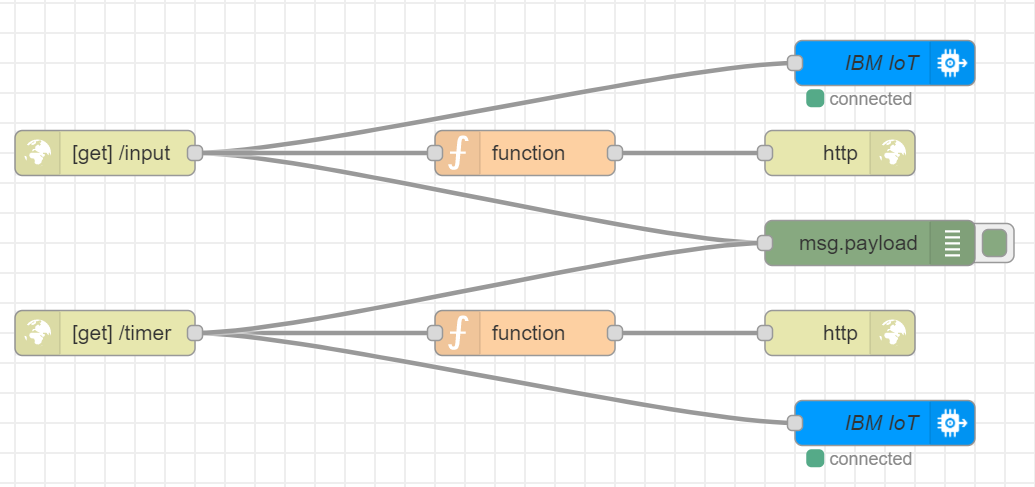 IBM IoT
connected
[get] /input
function
http
msg.payload
[get] /timer
function
http
IBM IoT
connected